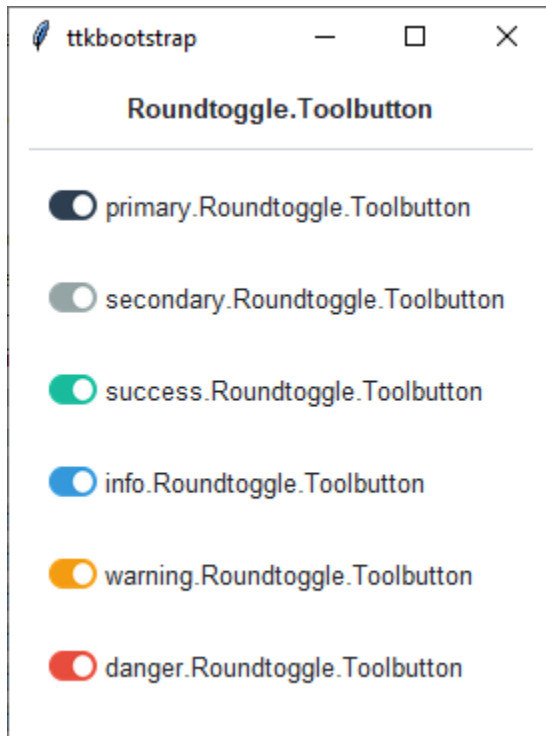 ttkbootstrap
Roundtoggle.Toolbutton
primary.Roundtoggle.Toolbutton
secondary.Roundtoggle.Toolbutton
success.Roundtoggle.Toolbutton
info.Roundtoggle.Toolbutton
warning.Roundtoggle.Toolbutton
danger.Roundtoggle.Toolbutton